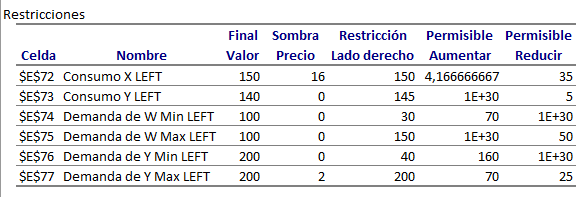 Restricciones
Final Sombra Restricción Permisible Permisible
Celda Nombre Valor Precio Lado derecho Aumentar Reducir
$E$72 Consumo X LEFT 150 16 150 4,166666667 35
$E$73 Consumo Y LEFT 140 0 145 1E+30 5
$E$74 Demanda de W Min LEFT 100 0 30 70 1E+30
$E$75 Demanda de W Max LEFT 100 0 150 1E+30 50
$E$76 Demanda de Y Min LEFT 200 0 40 160 1E+30
$E$77 Demanda de Y Max LEFT 200 2 200 70 25